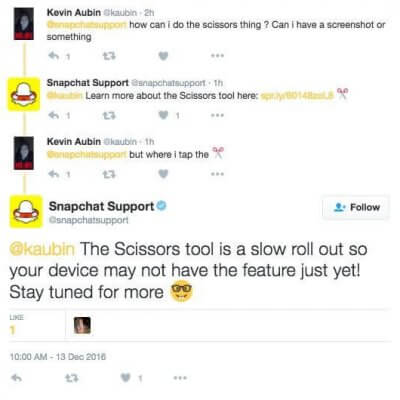 Kevin Aubin @kaubin · 2h
@snapchatsupport how can i do the scissors thing ? Can i have a screenshot or
something
1
Snapchat Support @snapchatsupport · 1h
@kaubin Learn more about the Scissors tool here:
1 1
Kevin Aubin @kaubin · 1h
@snapchatsupport but where i tap the ✂
1
Snapchat Support
@snapchatsupport
Follow
@kaubin The Scissors tool is a slow roll out so
your device may not have the feature just yet!
Stay tuned for more 🤓
LIKE
1
10:00 AM - 13 Dec 2016
1